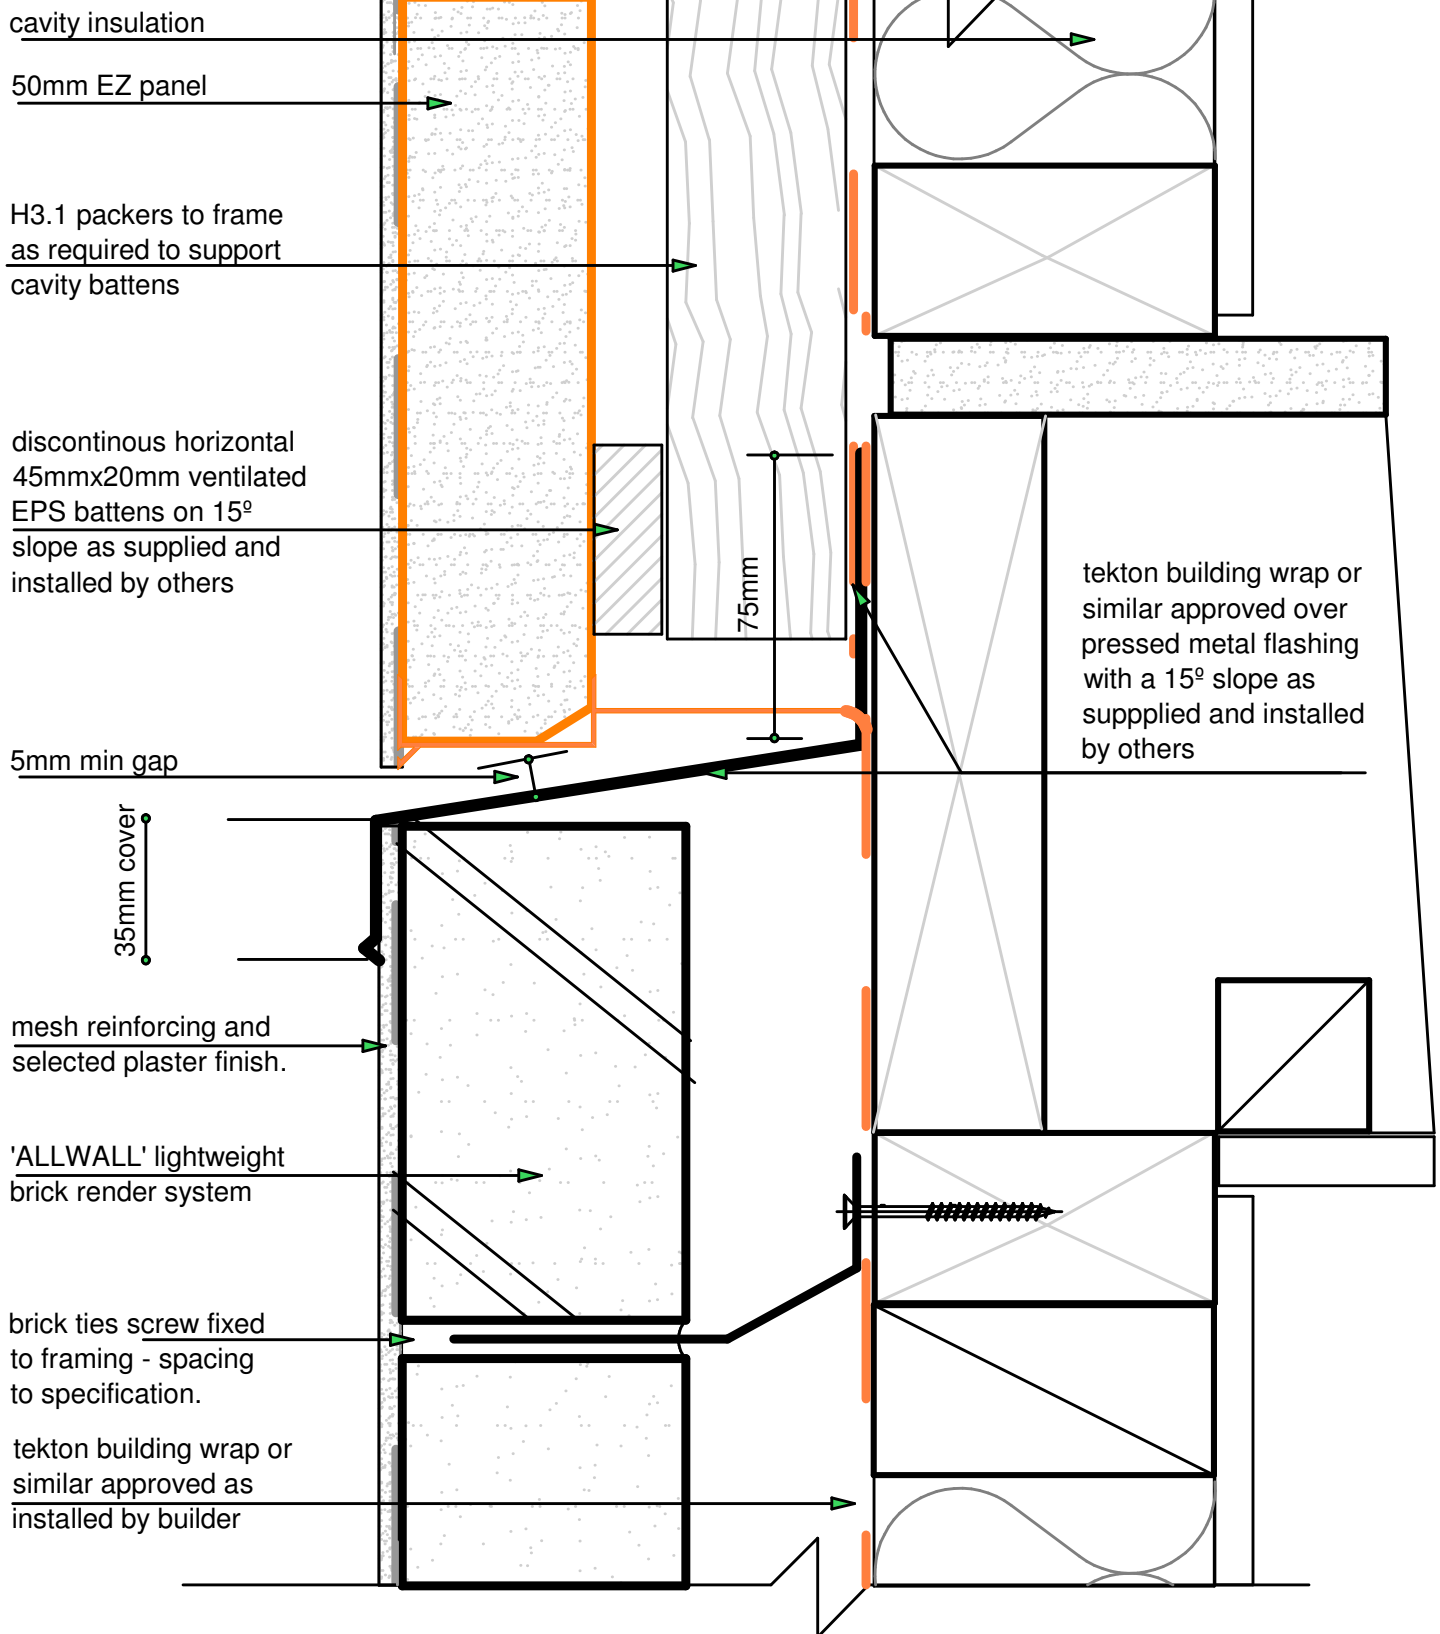 cavity insulation
50mm EZ panel
H3.1 packers to frame
as required to support
cavity battens
discontinous horizontal
45mmx20mm ventilated
EPS battens on 15º
slope as supplied and
installed by others
75mm
tekton building wrap or
similar approved over
pressed metal flashing
with a 15º slope as
suppplied and installed
by others
5mm min gap
35mm cover
mesh reinforcing and
selected plaster finish.
'ALLWALL' lightweight
brick render system
brick ties screw fixed
to framing - spacing
to specification.
tekton building wrap or
similar approved as
installed by builder